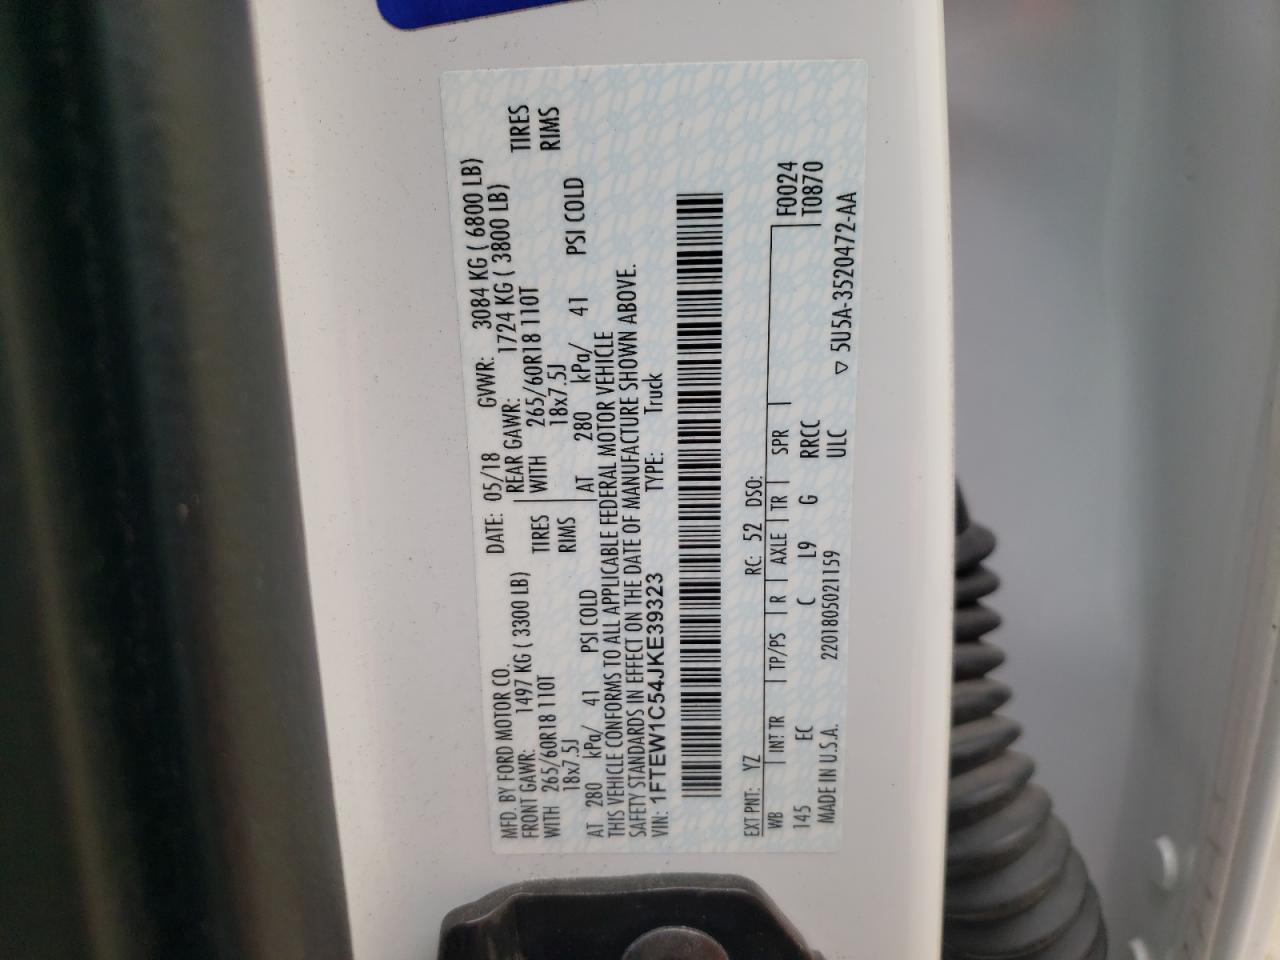 MFD. BY FORD MOTOR CO. DATE: 05/18 GVWR: 3084 KG ( 6800 LB)
FRONT GAWR: 1497 KG ( 3300 LB) REAR GAWR: 1724 KG ( 3800 LB)
WITH 265/60R18 110T TIRES WITH 265/60R18 110T TIRES
18x7.5J RIMS 18x7.5J RIMS
AT 280 kPa/ 41 PSI COLD AT 280 kPa/ 41 PSI COLD
THIS VEHICLE CONFORMS TO ALL APPLICABLE FEDERAL MOTOR VEHICLE
SAFETY STANDARDS IN EFFECT ON THE DATE OF MANUFACTURE SHOWN ABOVE.
VIN: 1FTEW1C54JKE39323 TYPE: Truck
EXT PNT: YZ RC: 52 DSO:
WB INT TR TP/PS R AXLE TR SPR F0024
145 EC C L9 G RRCC T0870
MADE IN U.S.A. 2201805021159 ULC
▽ 5U5A-3520472-AA